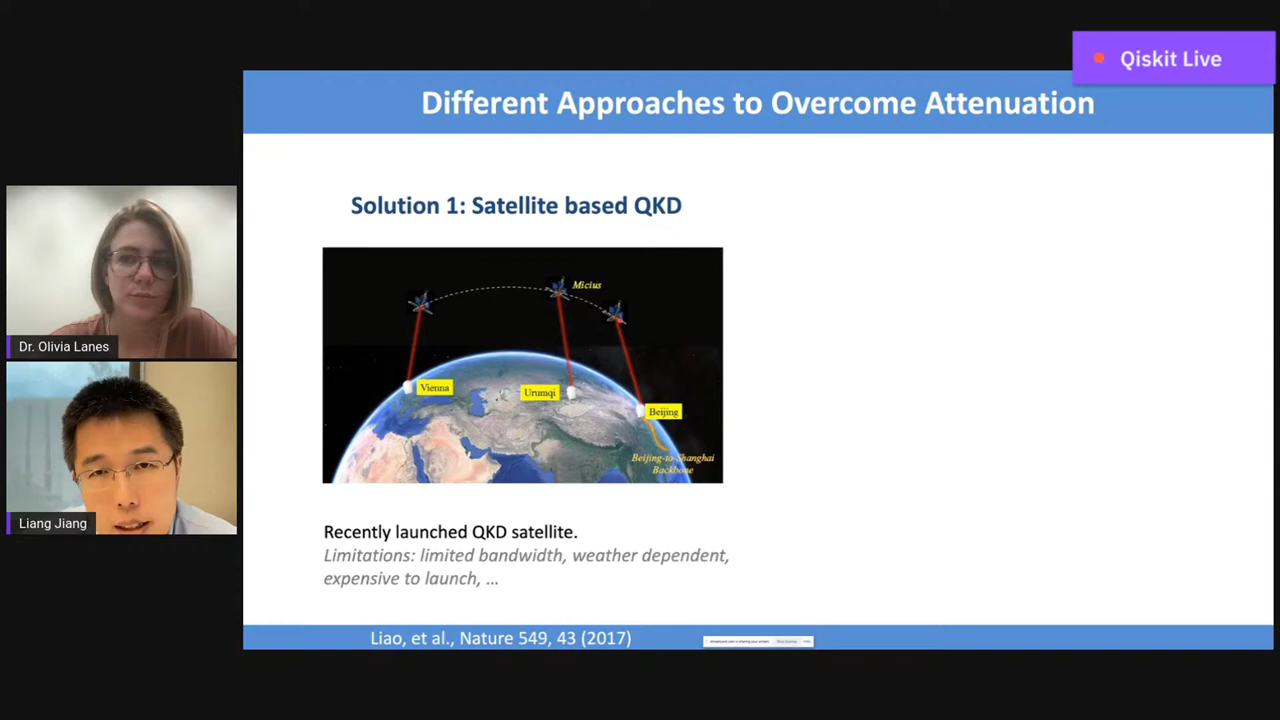 Qiskit Live
Different Approaches to Overcome Attenuation
Solution 1: Satellite based QKD
Micius
Vienna
Urumqi
Beijing
Beijing-to-Shanghai
Backbone
Recently launched QKD satellite.
Limitations: limited bandwidth, weather dependent,
expensive to launch, ...
Liao, et al., Nature 549, 43 (2017)
Dr. Olivia Lanes
Liang Jiang